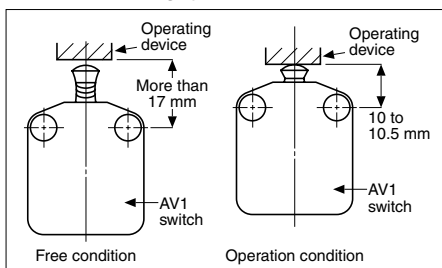 Operating
device
More than
17 mm
AV1
switch
Free condition
Operating
device
10 to
10.5 mm
AV1
switch
Operation condition